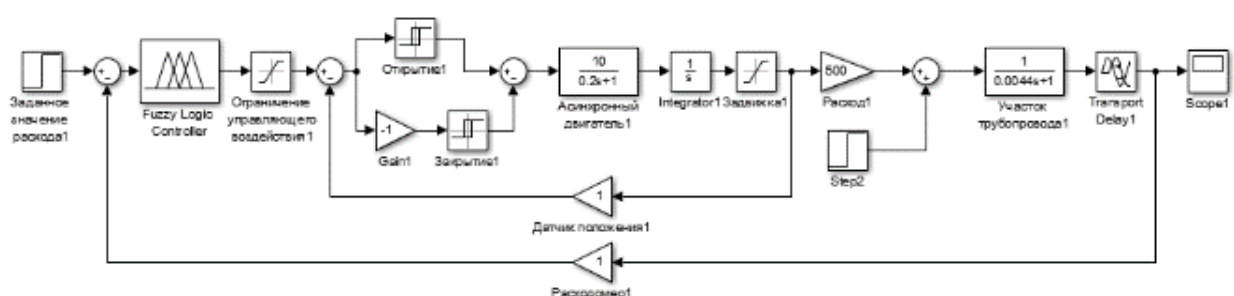 Заданное
значение
расхода1
Fuzzy Logic
Controller
Ограничение
управляющего
воздействия1
Открытие1
-1
Gain1
Закрытие1
10
0.2s+1
Асинхронный
двигатель1
1
s
Integrator1
Задвижка1
500
Расход1
Step2
1
0.0044s+1
Участок
трубопровода1
Transport
Delay1
Scope1
1
Датчик положения1
1
Расходомер1